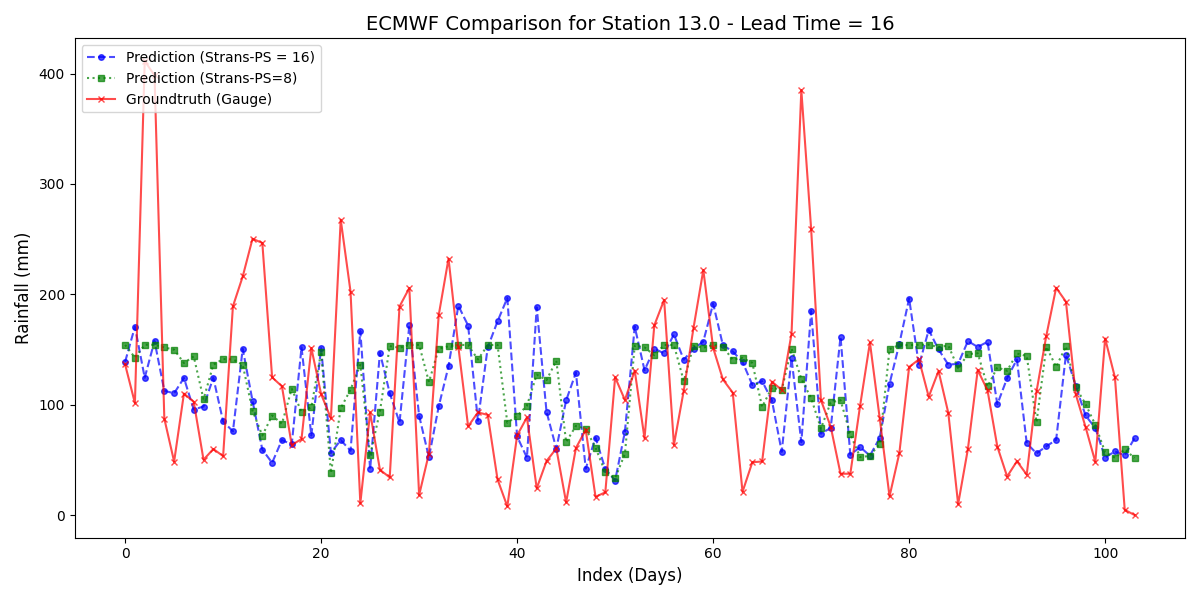 ECMWF Comparison for Station 13.0 - Lead Time = 16
Prediction (Strans-PS = 16)
Prediction (Strans-PS=8)
Groundtruth (Gauge)
Rainfall (mm)
400
300
200
100
0
0 20 40 60 80 100
Index (Days)